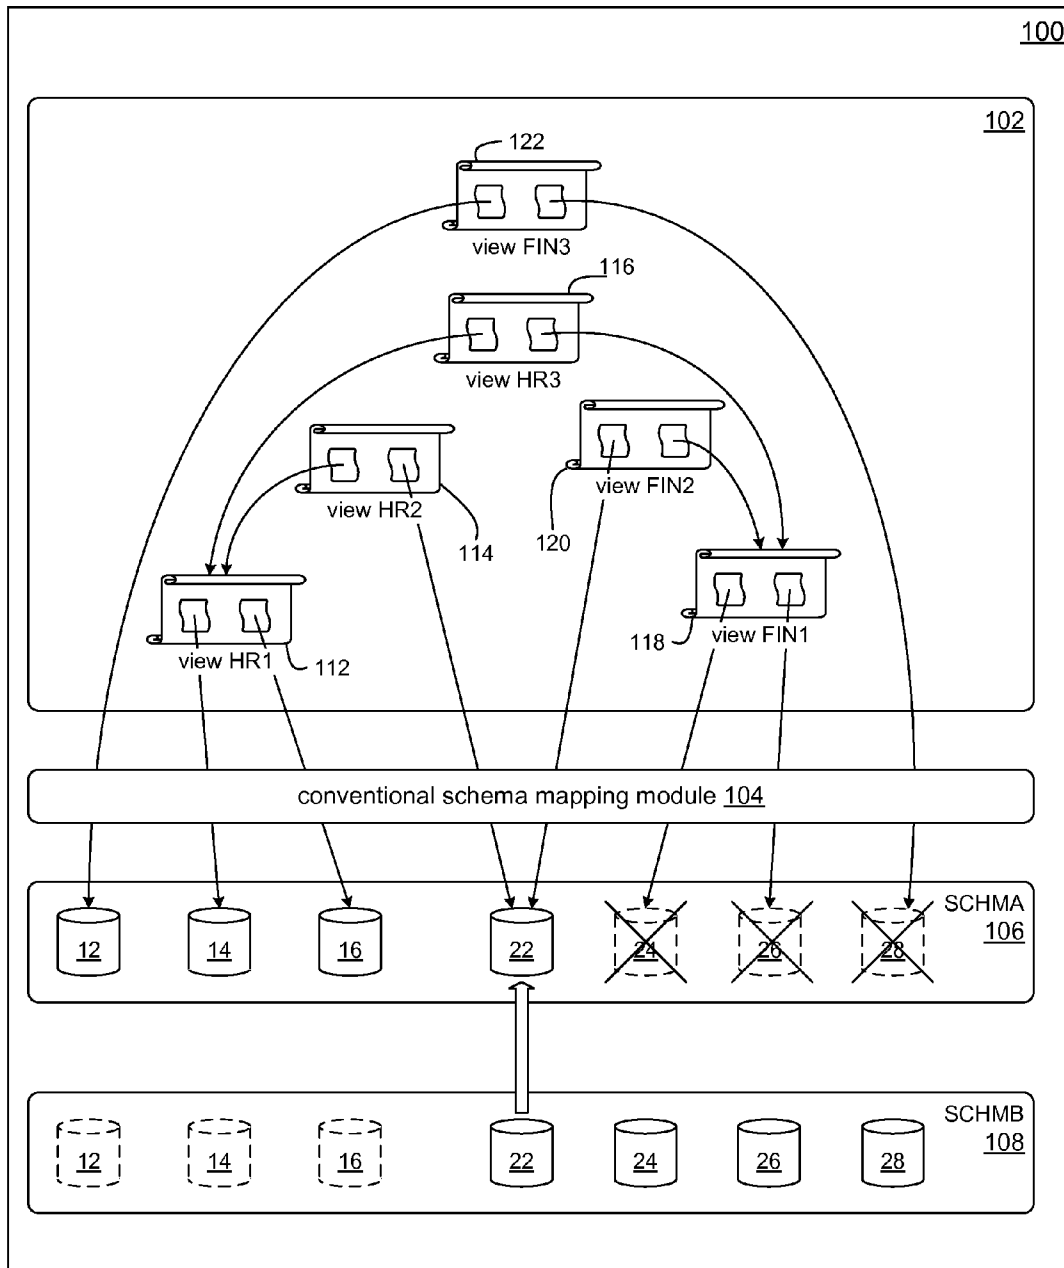 100
102
122
view FIN3
116
view HR3
view HR2
114
view FIN2
120
view HR1
112
118
view FIN1
conventional schema mapping module 104
SCHMA
106
12
14
16
22
24
26
28
SCHMB
108
12
14
16
22
24
26
28